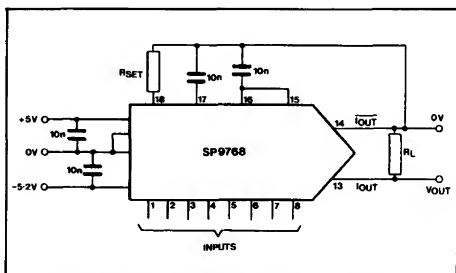 RSET
10n
10n
18
17
16
15
+5V
10n
0V
10n
-5·2V
SP9768
14
IOUT
0V
RL
13
IOUT
VOUT
1 2 3 4 5 6 7 8
INPUTS